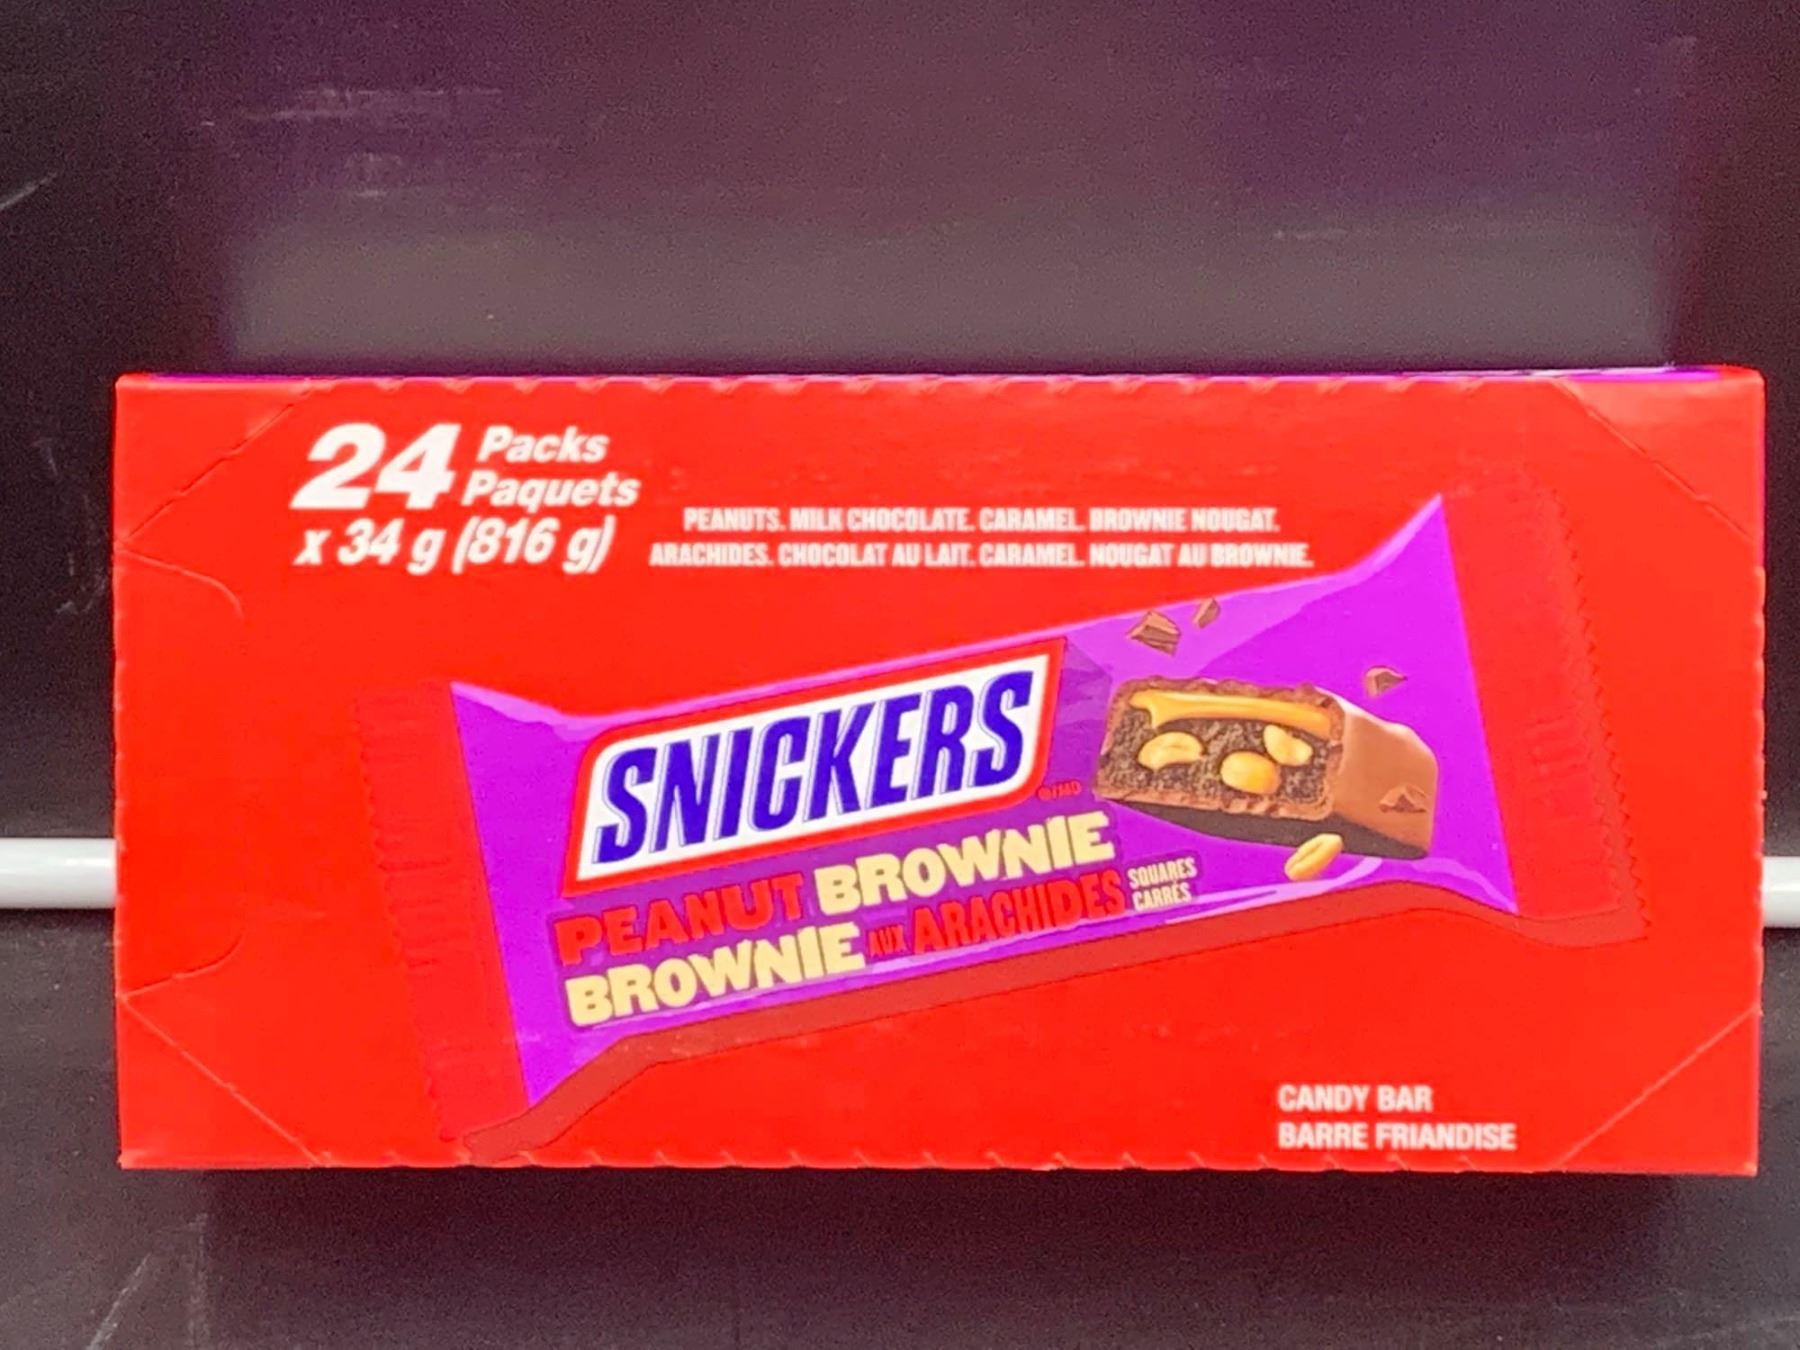 24 Packs
Paquets
x 34 g (816 g)
PEANUTS. MILK CHOCOLATE. CARAMEL. BROWNIE NOUGAT.
ARACHIDES. CHOCOLAT AU LAIT. CARAMEL. NOUGAT AU BROWNIE.
SNICKERS
®/MD
PEANUT BROWNIE
BROWNIE AUX ARACHIDES
SQUARES
CARRÉS
CANDY BAR
BARRE FRIANDISE